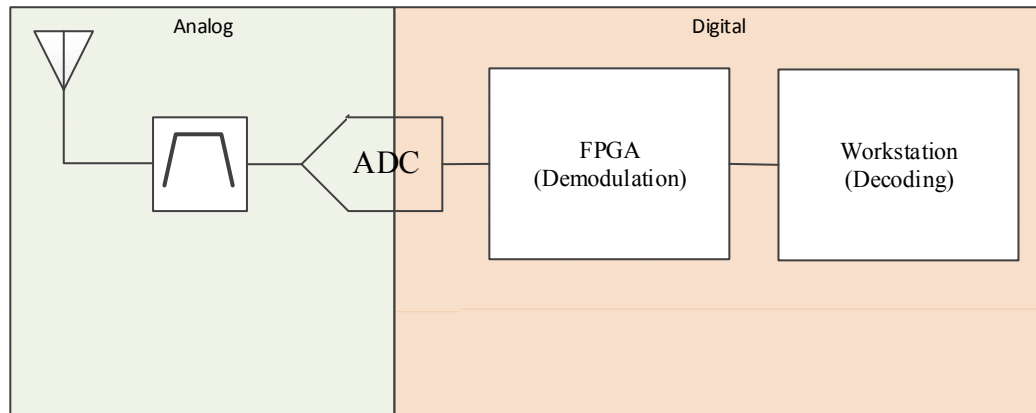 Analog
Digital
ADC
FPGA
(Demodulation)
Workstation
(Decoding)